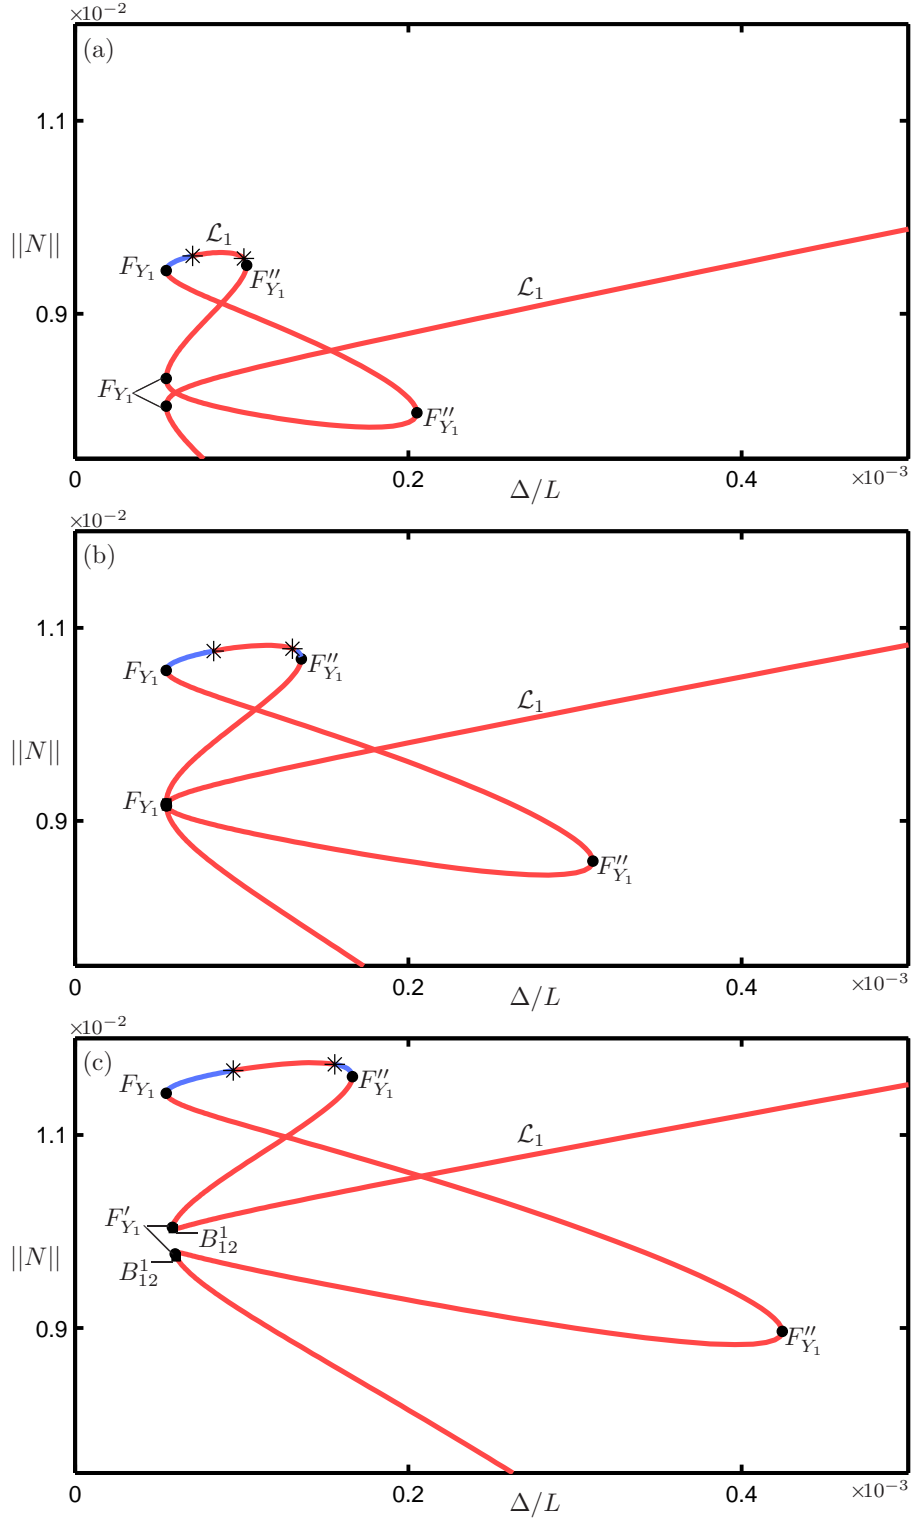 ×10⁻²
(a)
1.1
𝓛₁
||N||
F_{Y₁}
F''_{Y₁}
𝓛₁
0.9
F_{Y₁}
F''_{Y₁}
0
0.2
Δ/L
0.4
×10⁻³
×10⁻²
(b)
1.1
F_{Y₁}
F''_{Y₁}
𝓛₁
||N||
F_{Y₁}
0.9
F''_{Y₁}
0
0.2
Δ/L
0.4
×10⁻³
×10⁻²
(c)
F_{Y₁}
F''_{Y₁}
1.1
𝓛₁
F'_{Y₁}
B¹₁₂
||N||
B¹₁₂
0.9
F''_{Y₁}
0
0.2
Δ/L
0.4
×10⁻³